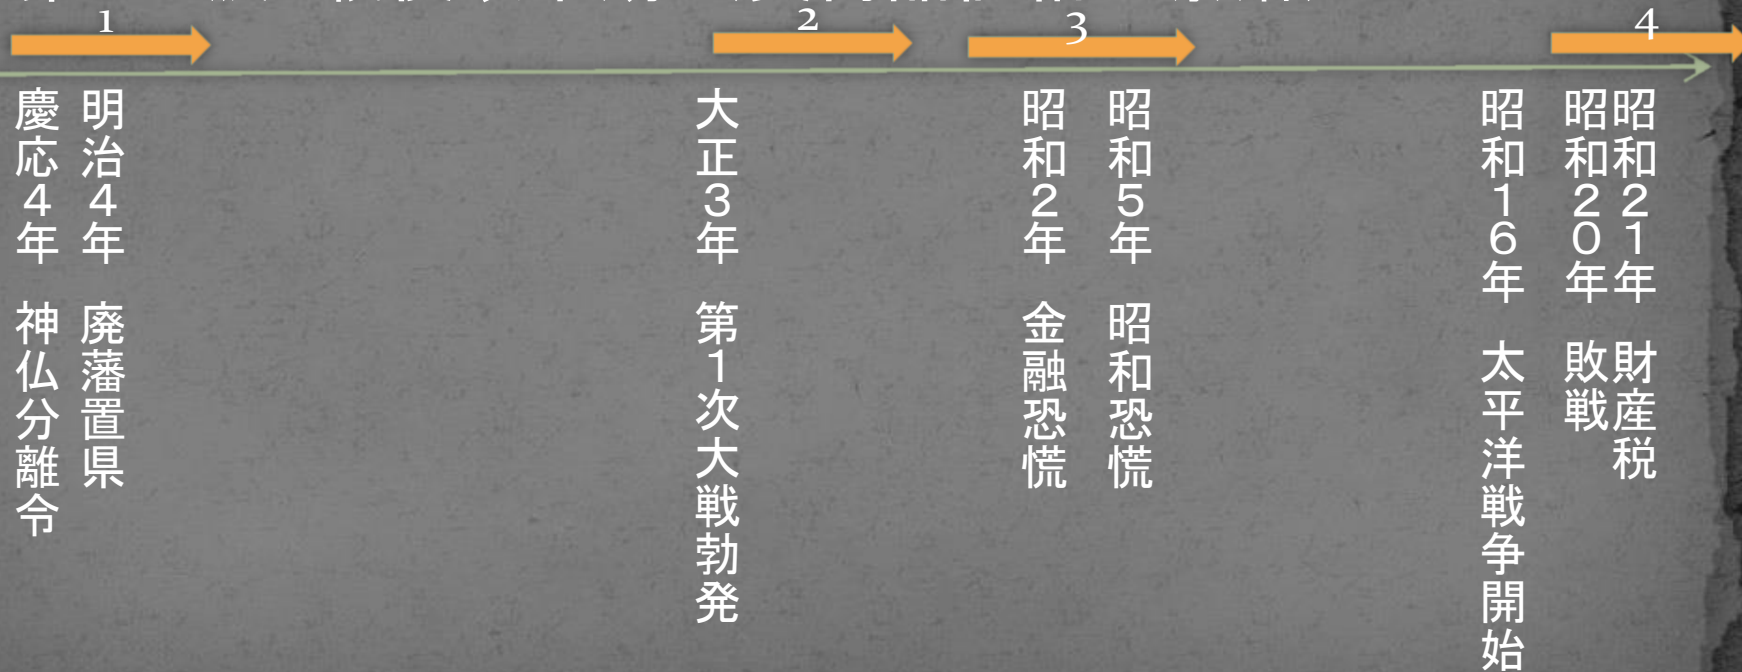 1
2
3
4
慶応４年　神仏分離令
明治４年　廃藩置県
大正３年　第１次大戦勃発
昭和２年　金融恐慌
昭和５年　昭和恐慌
昭和１６年　太平洋戦争開始
昭和２０年　敗戦
昭和２１年　財産税